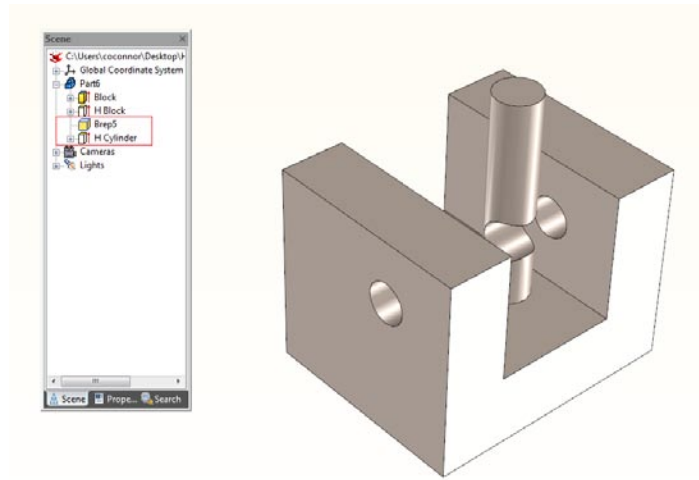 Scene
C:\Users\coconnor\Desktop\H
Global Coordinate System
Part6
Block
H Block
Brep5
H Cylinder
Cameras
Lights
Scene Prope... Search